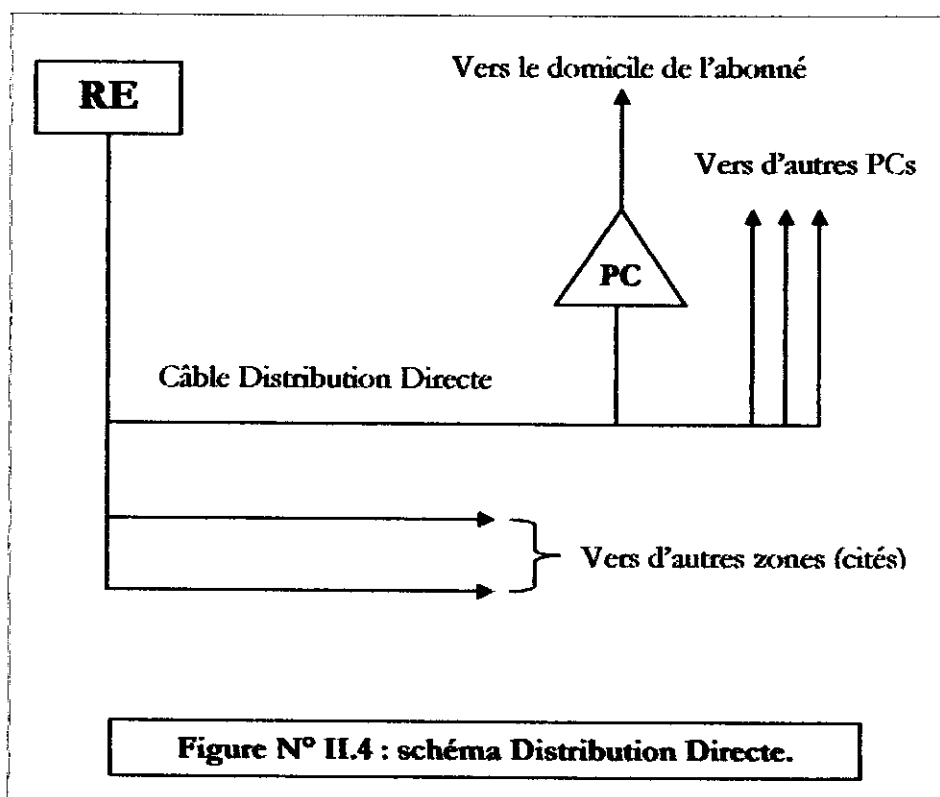 RE
Vers le domicile de l'abonné
Vers d'autres PCs
PC
Câble Distribution Directe
Vers d'autres zones (cités)
Figure N° II.4 : schéma Distribution Directe.